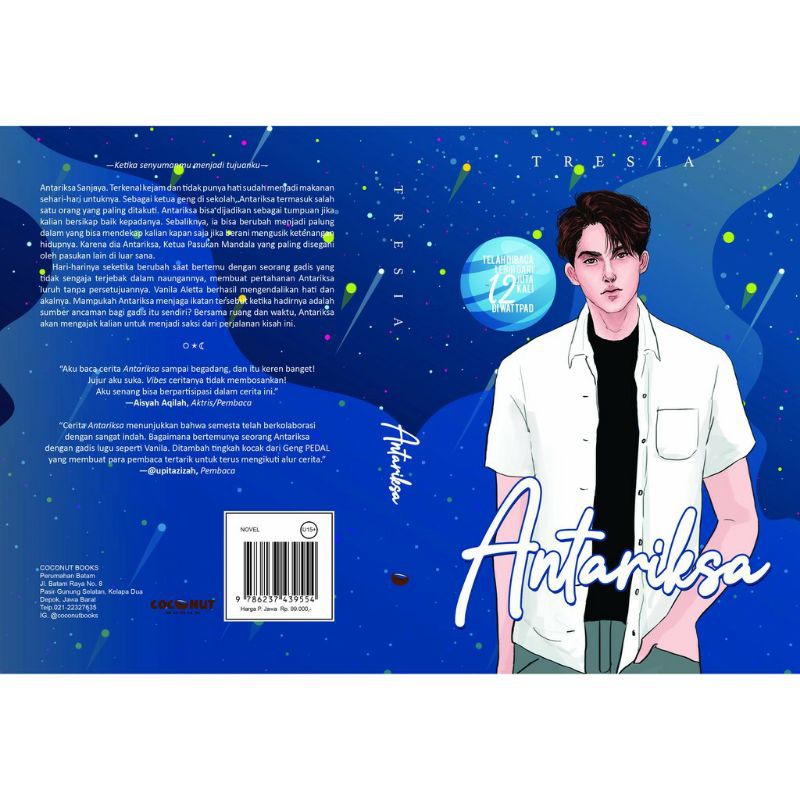 —Ketika senyumanmu menjadi tujuanku—
Antariksa Sanjaya. Terkenal kejam dan tidak punya hati sudah menjadi makanan
sehari-hari untuknya. Sebagai ketua geng di sekolah, Antariksa termasuk salah
satu orang yang paling ditakuti. Antariksa bisa dijadikan sebagai tumpuan jika
kalian bersikap baik kepadanya. Sebaliknya, ia bisa berubah menjadi palung
dalam yang bisa mendekap kalian kapan saja jika berani mengusik ketenangan
hidupnya. Karena dia Antariksa, Ketua Pasukan Mandala yang paling disegani
oleh pasukan lain di luar sana.
Hari-harinya seketika berubah saat bertemu dengan seorang gadis yang
tidak sengaja terjebak dalam naungannya, membuat pertahanan Antariksa
luruh tanpa persetujuannya. Vanila Aletta berhasil mengendalikan hati dan
akalnya. Mampukah Antariksa menjaga ikatan tersebut ketika hadirnya adalah
sumber ancaman bagi gadis itu sendiri? Bersama ruang dan waktu, Antariksa
akan mengajak kalian untuk menjadi saksi dari perjalanan kisah ini.
"Aku baca cerita Antariksa sampai begadang, dan itu keren banget!
Jujur aku suka. Vibes ceritanya tidak membosankan!
Aku senang bisa berpartisipasi dalam cerita ini."
—Aisyah Aqilah, Aktris/Pembaca
"Cerita Antariksa menunjukkan bahwa semesta telah berkolaborasi
dengan sangat indah. Bagaimana bertemunya seorang Antariksa
dengan gadis lugu seperti Vanila. Ditambah tingkah kocak dari Geng PEDAL
yang membuat para pembaca tertarik untuk terus mengikuti alur cerita."
—@upitazizah, Pembaca
COCONUT BOOKS
Perumahan Batam
Jl. Batam Raya No. 8
Pasir Gunung Selatan, Kelapa Dua
Depok, Jawa Barat
Telp.021-22327635
IG. @coconutbooks
COCONUT
NOVEL
U15+
9 786237 439554
Harga P. Jawa Rp. 99.000,-
TRESIA
Antariksa
TRESIA
TELAH DIBACA
LEBIH DARI
12 JUTA
KALI
DI WATTPAD
Antariksa